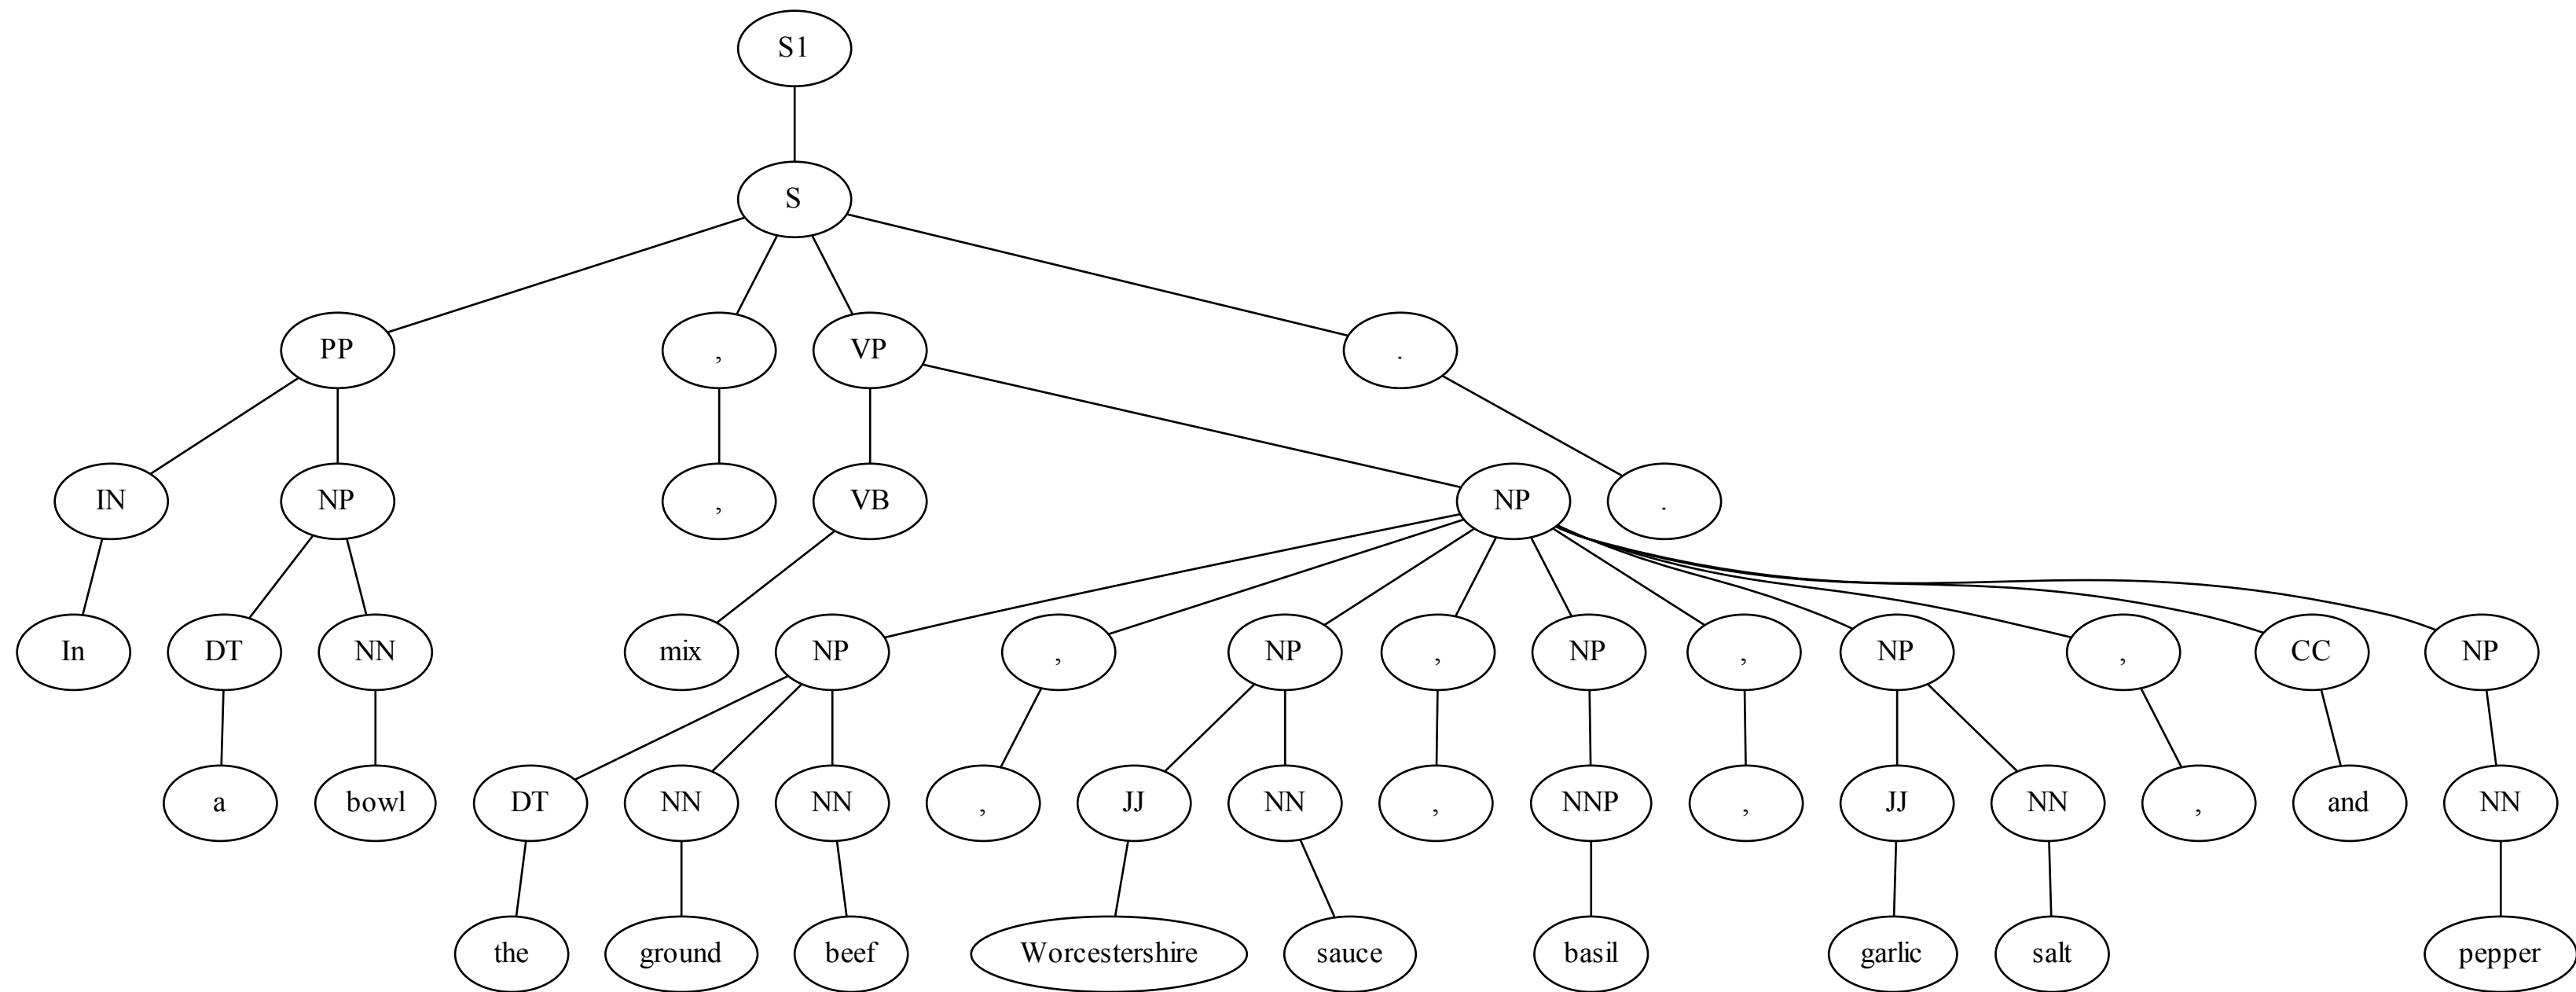 S1
S
PP , VP .
IN NP , VB NP .
In DT NN mix NP , NP , NP , NP , CC NP
a bowl DT NN NN , JJ NN , NNP , JJ NN , and NN
the ground beef Worcestershire sauce basil garlic salt pepper